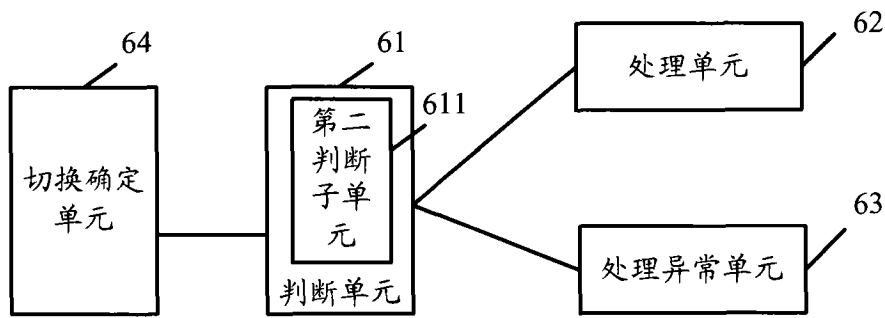 64
切换确定
单元
61
611
第二
判断
子单
元
判断单元
62
处理单元
63
处理异常单元